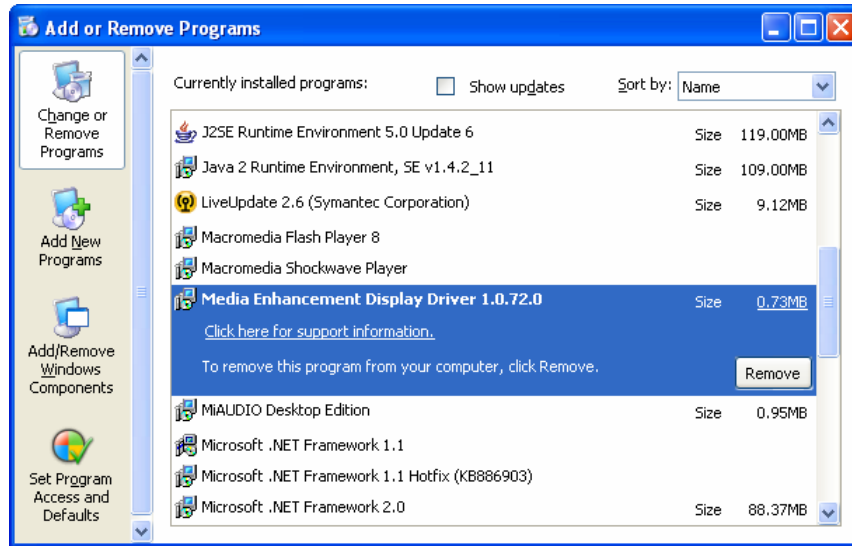 Add or Remove Programs
Change or
Remove
Programs
Add New
Programs
Add/Remove
Windows
Components
Set Program
Access and
Defaults
Currently installed programs: Show updates Sort by: Name
J2SE Runtime Environment 5.0 Update 6 Size 119.00MB
Java 2 Runtime Environment, SE v1.4.2_11 Size 109.00MB
LiveUpdate 2.6 (Symantec Corporation) Size 9.12MB
Macromedia Flash Player 8
Macromedia Shockwave Player
Media Enhancement Display Driver 1.0.72.0 Size 0.73MB
Click here for support information.
To remove this program from your computer, click Remove. Remove
MiAUDIO Desktop Edition Size 0.95MB
Microsoft .NET Framework 1.1
Microsoft .NET Framework 1.1 Hotfix (KB886903)
Microsoft .NET Framework 2.0 Size 88.37MB